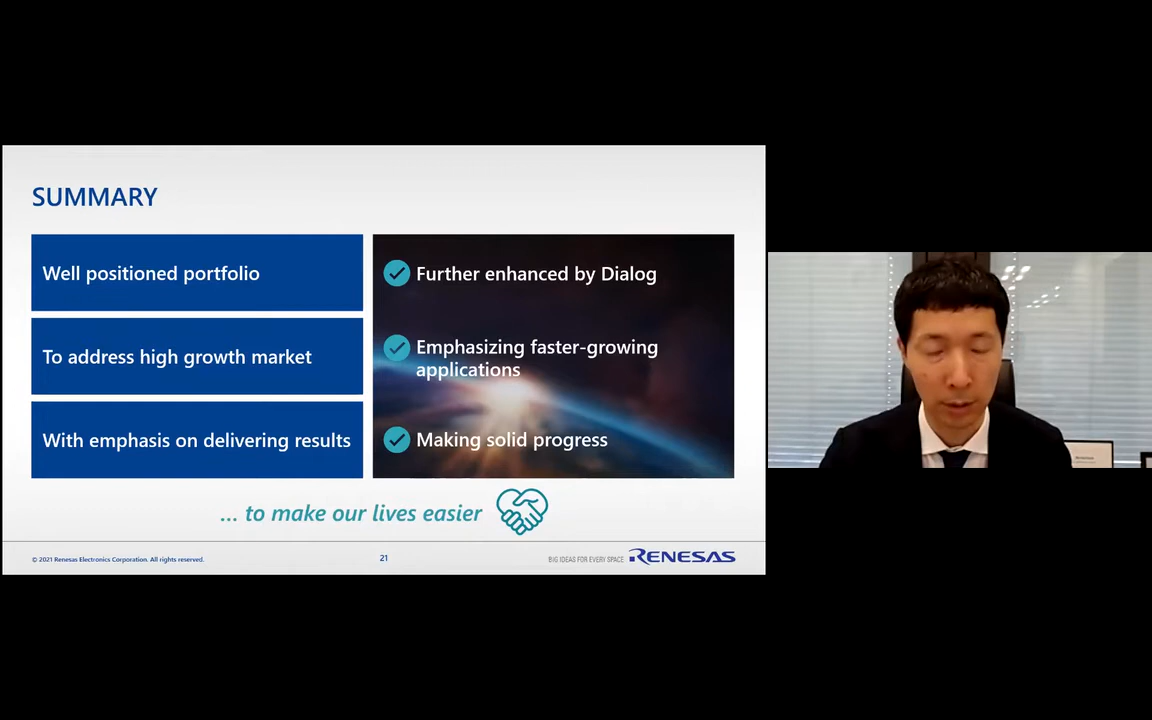 SUMMARY
Well positioned portfolio
Further enhanced by Dialog
To address high growth market
Emphasizing faster-growing
applications
With emphasis on delivering results
Making solid progress
... to make our lives easier
© 2021 Renesas Electronics Corporation. All rights reserved.
21
BIG IDEAS FOR EVERY SPACE RENESAS